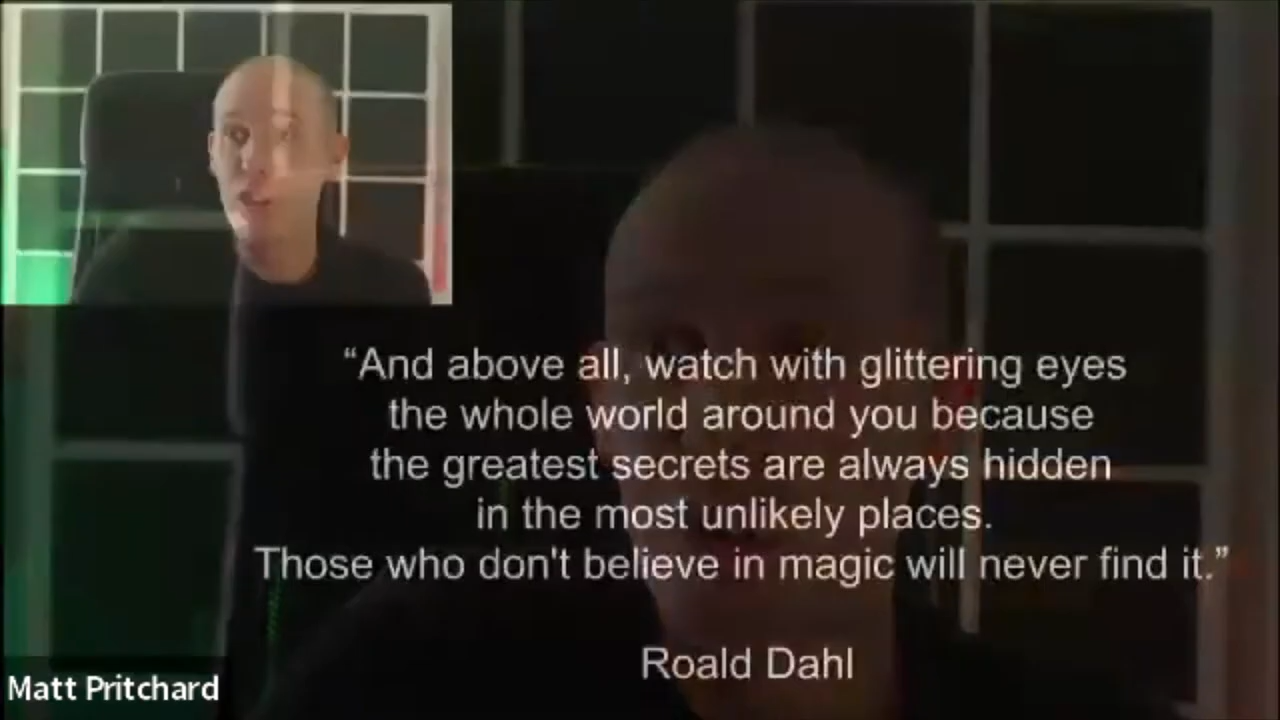 “And above all, watch with glittering eyes
the whole world around you because
the greatest secrets are always hidden
in the most unlikely places.
Those who don't believe in magic will never find it.”
Roald Dahl
Matt Pritchard